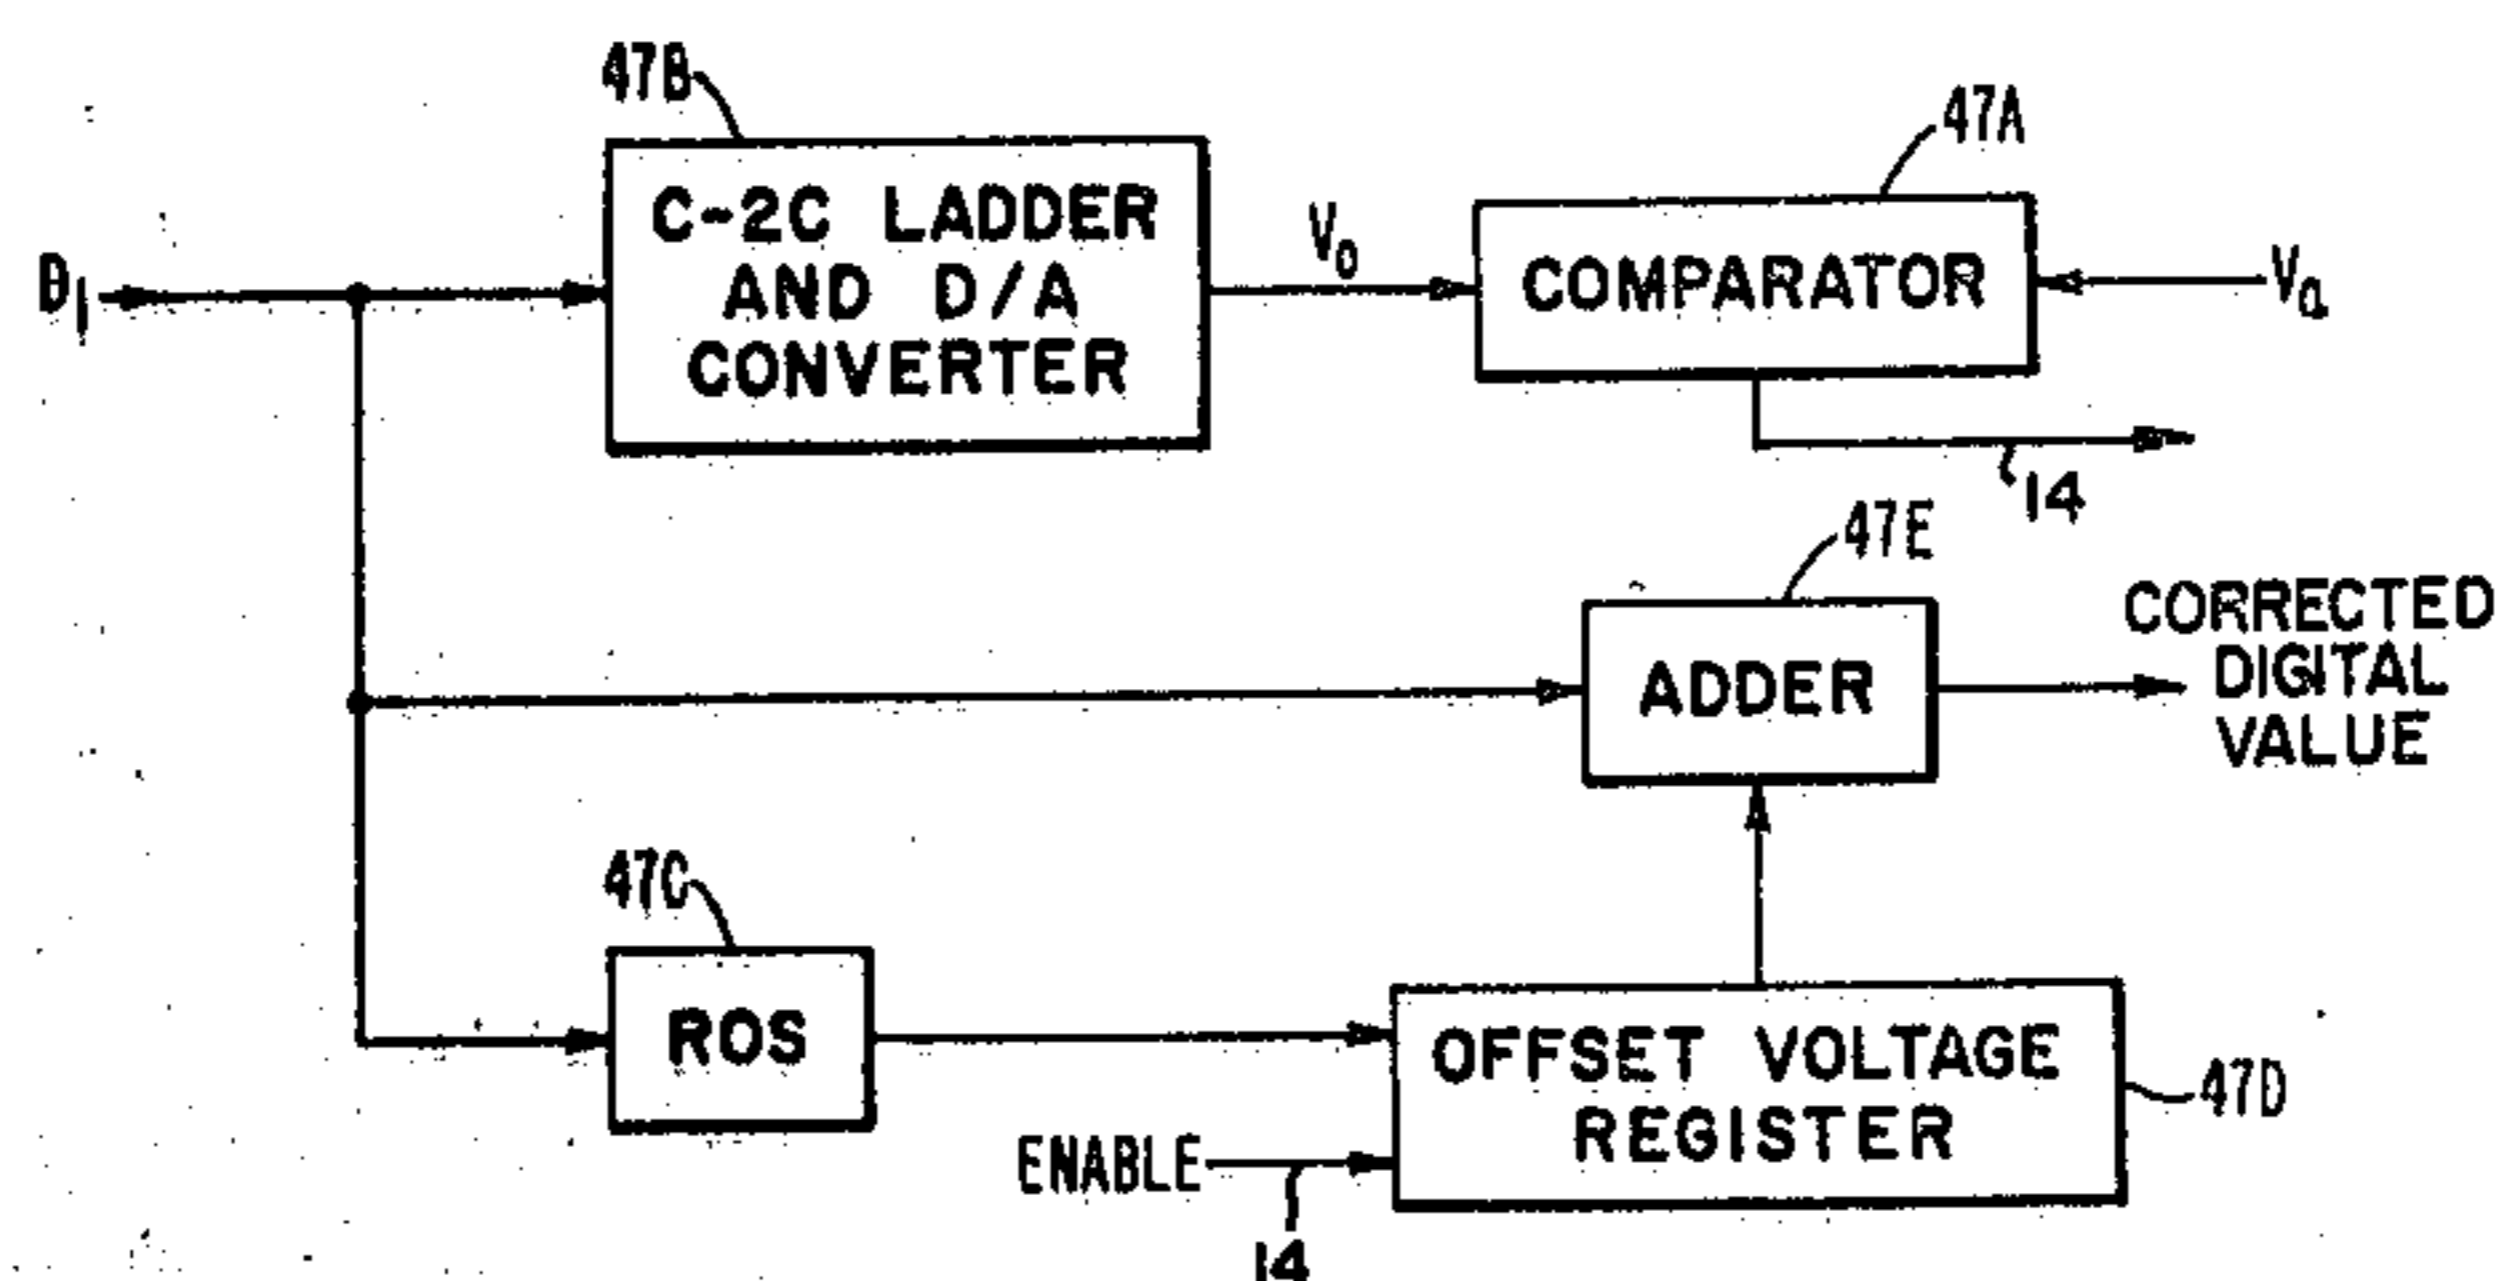 47B
47A
C-2C LADDER
AND D/A
CONVERTER
V0
COMPARATOR
Va
D1
14
47E
ADDER
CORRECTED
DIGITAL
VALUE
47C
ROS
OFFSET VOLTAGE
REGISTER
47D
ENABLE
14